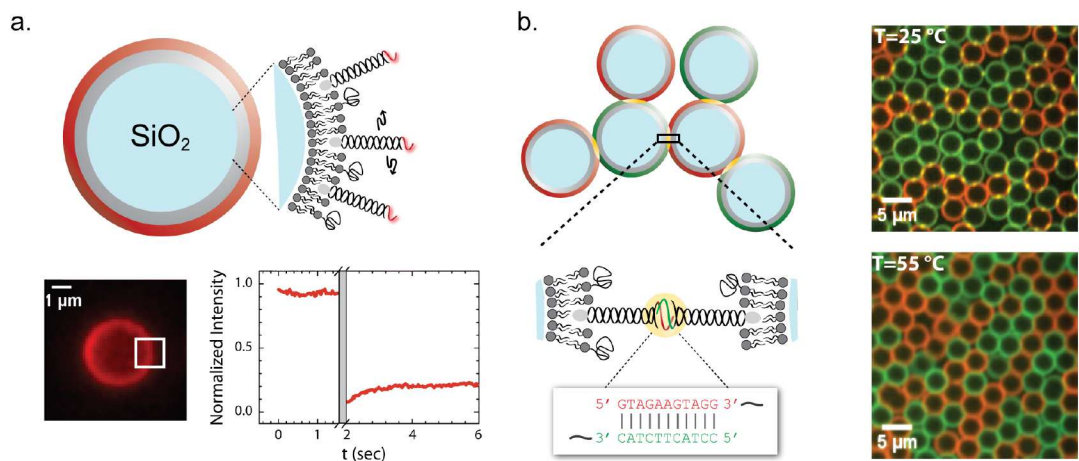 a.
SiO2
1 μm
Normalized Intensity
1.0
0.5
0.0
0
1
2
4
6
t (sec)
b.
5′ GTAGAAGTAGG 3′
3′ CATCTTCATCC 5′
T=25 °C
5 μm
T=55 °C
5 μm